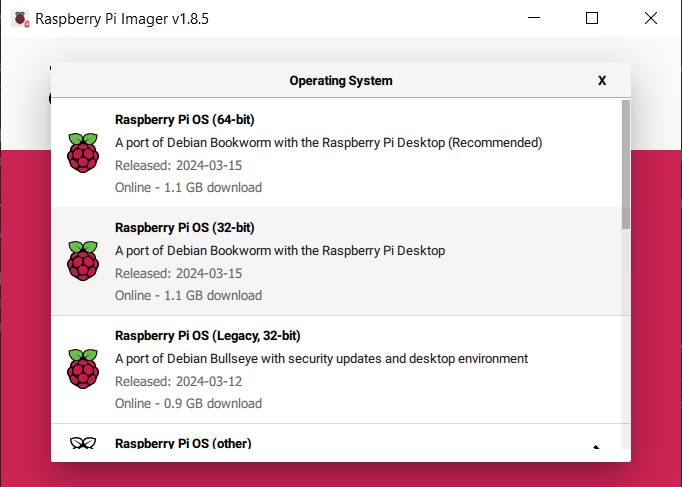 Raspberry Pi Imager v1.8.5
Operating System
X
Raspberry Pi OS (64-bit)
A port of Debian Bookworm with the Raspberry Pi Desktop (Recommended)
Released: 2024-03-15
Online - 1.1 GB download
Raspberry Pi OS (32-bit)
A port of Debian Bookworm with the Raspberry Pi Desktop
Released: 2024-03-15
Online - 1.1 GB download
Raspberry Pi OS (Legacy, 32-bit)
A port of Debian Bullseye with security updates and desktop environment
Released: 2024-03-12
Online - 0.9 GB download
Raspberry Pi OS (other)